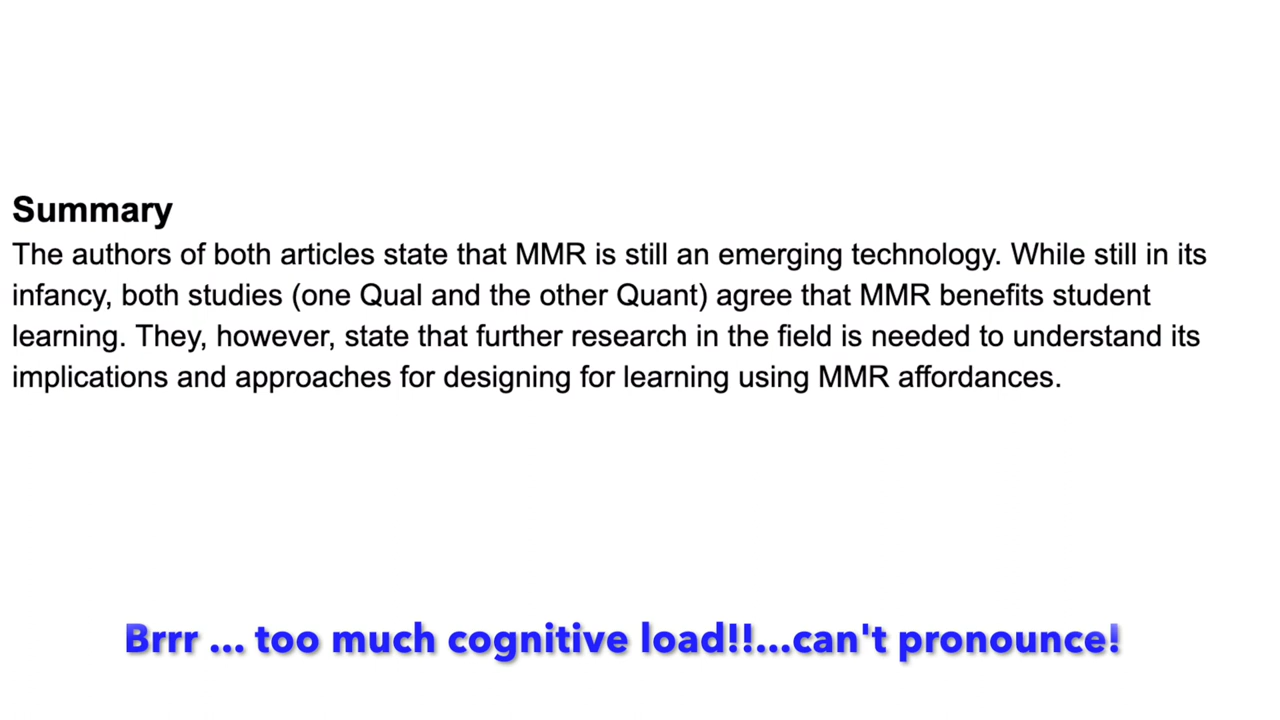 Summary
The authors of both articles state that MMR is still an emerging technology. While still in its
infancy, both studies (one Qual and the other Quant) agree that MMR benefits student
learning. They, however, state that further research in the field is needed to understand its
implications and approaches for designing for learning using MMR affordances.
Brrr ... too much cognitive load!!...can't pronounce!